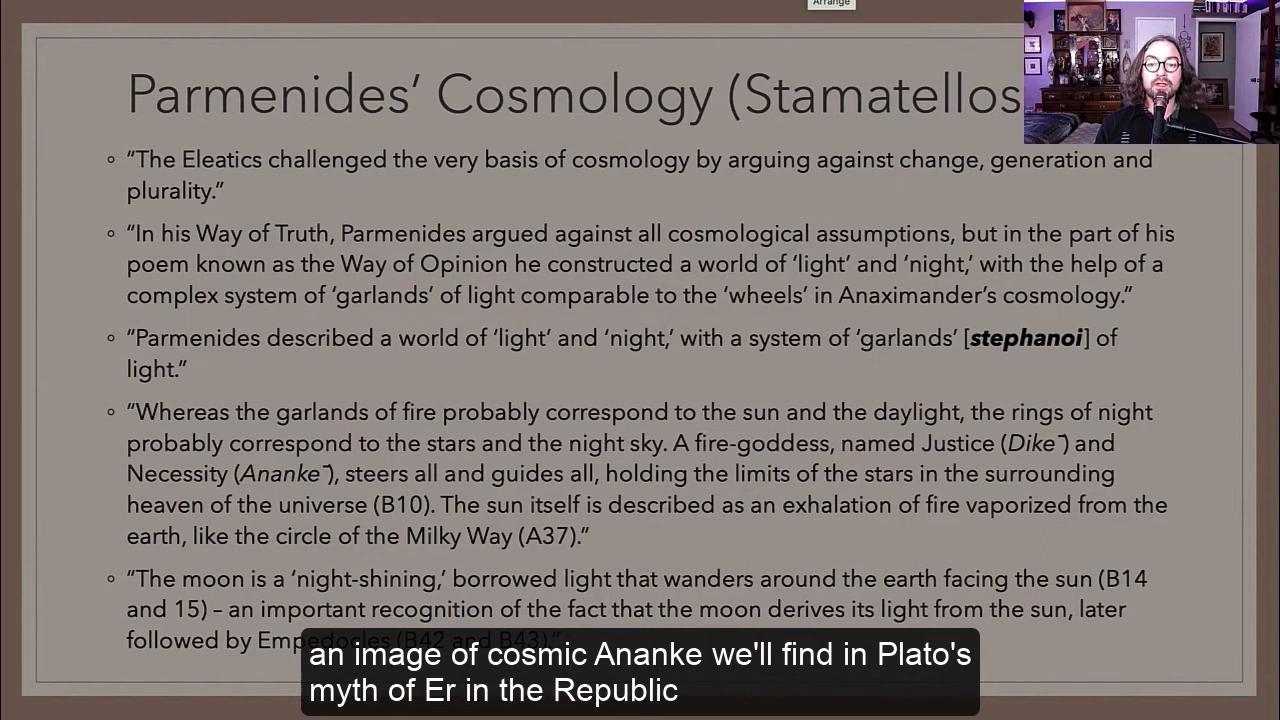 Arrange
Parmenides’ Cosmology (Stamatellos
◦ “The Eleatics challenged the very basis of cosmology by arguing against change, generation and
plurality.”
◦ “In his Way of Truth, Parmenides argued against all cosmological assumptions, but in the part of his
poem known as the Way of Opinion he constructed a world of ‘light’ and ‘night,’ with the help of a
complex system of ‘garlands’ of light comparable to the ‘wheels’ in Anaximander’s cosmology.”
◦ “Parmenides described a world of ‘light’ and ‘night,’ with a system of ‘garlands’ [stephanoi] of
light.”
◦ “Whereas the garlands of fire probably correspond to the sun and the daylight, the rings of night
probably correspond to the stars and the night sky. A fire-goddess, named Justice (Dike¯) and
Necessity (Ananke¯), steers all and guides all, holding the limits of the stars in the surrounding
heaven of the universe (B10). The sun itself is described as an exhalation of fire vaporized from the
earth, like the circle of the Milky Way (A37).”
◦ “The moon is a ‘night-shining,’ borrowed light that wanders around the earth facing the sun (B14
and 15) – an important recognition of the fact that the moon derives its light from the sun, later
followed by Empedocles (B42 and B43).”
an image of cosmic Ananke we'll find in Plato's
myth of Er in the Republic